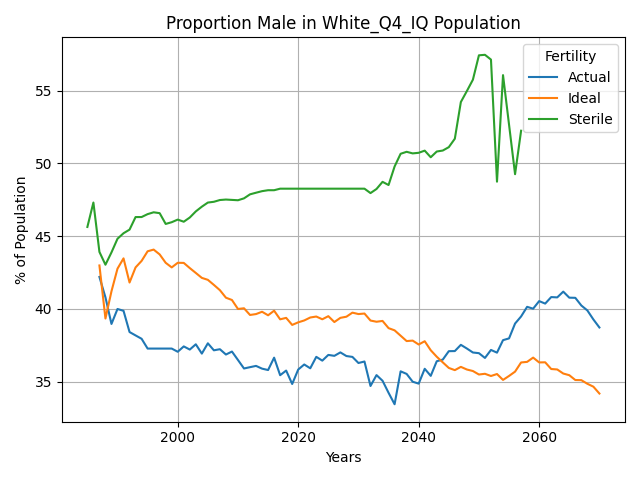 Proportion Male in White_Q4_IQ Population
% of Population
55
50
45
40
35
Fertility
Actual
Ideal
Sterile
2000
2020
2040
2060
Years